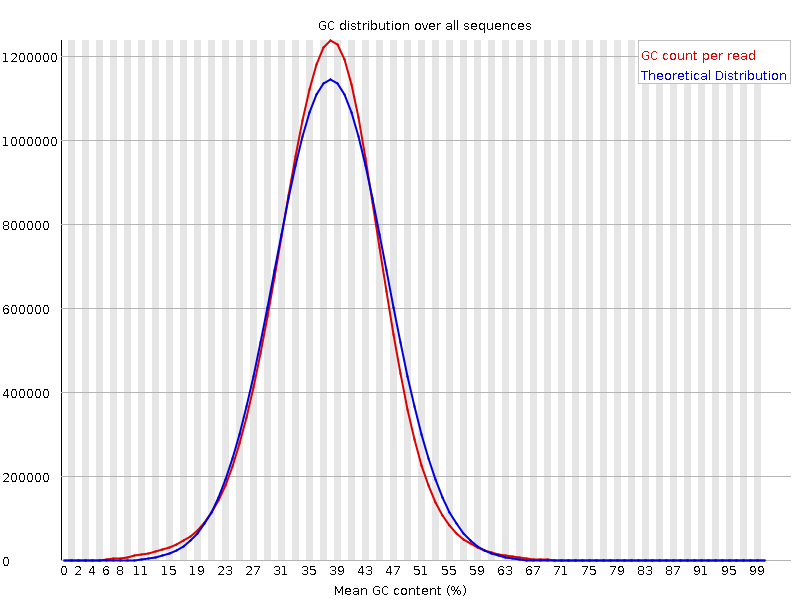 GC distribution over all sequences
GC count per read
Theoretical Distribution
1200000
1000000
800000
600000
400000
200000
0
0 2 4 6 8 11 15 19 23 27 31 35 39 43 47 51 55 59 63 67 71 75 79 83 87 91 95 99
Mean GC content (%)